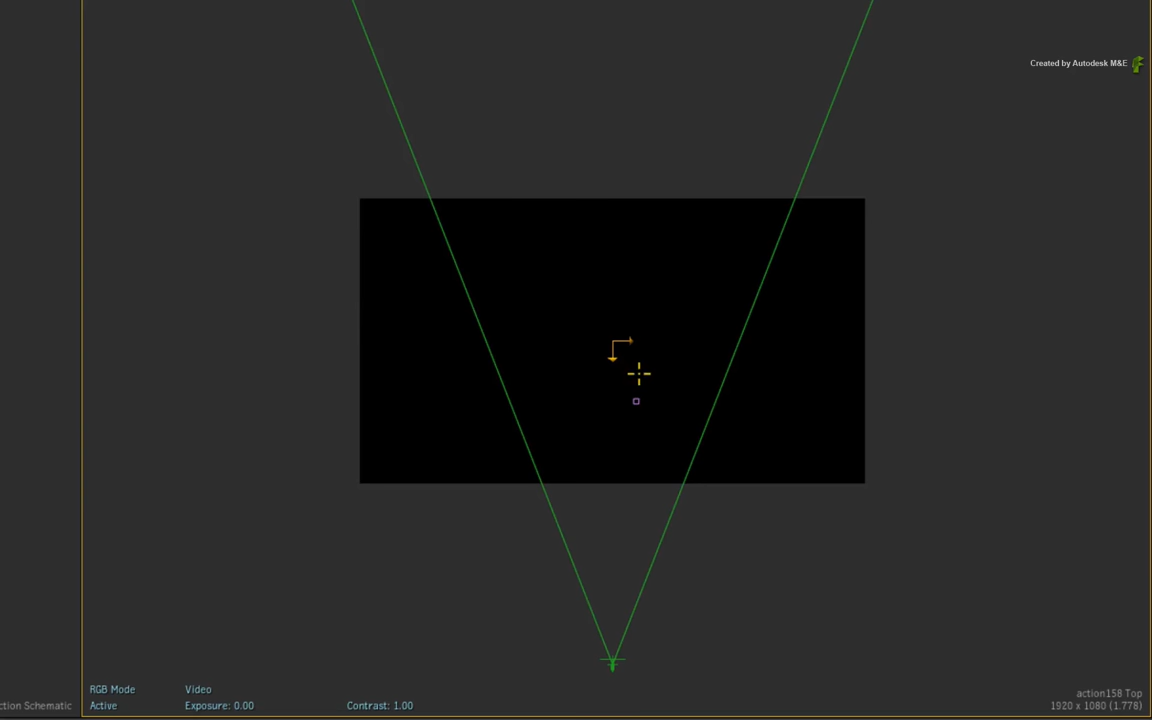 Created by Autodesk M&E
RGB Mode Video
Active Exposure: 0.00 Contrast: 1.00
action158 Top
1920 x 1080 (1.778)
ction Schematic